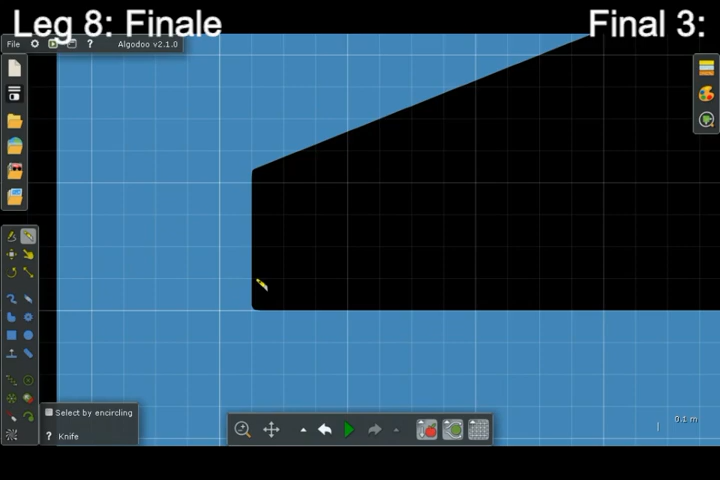 Leg 8: Finale
Final 3:
File
?
Algodoo v2.1.0
0.1 m
Select by encircling
? Knife